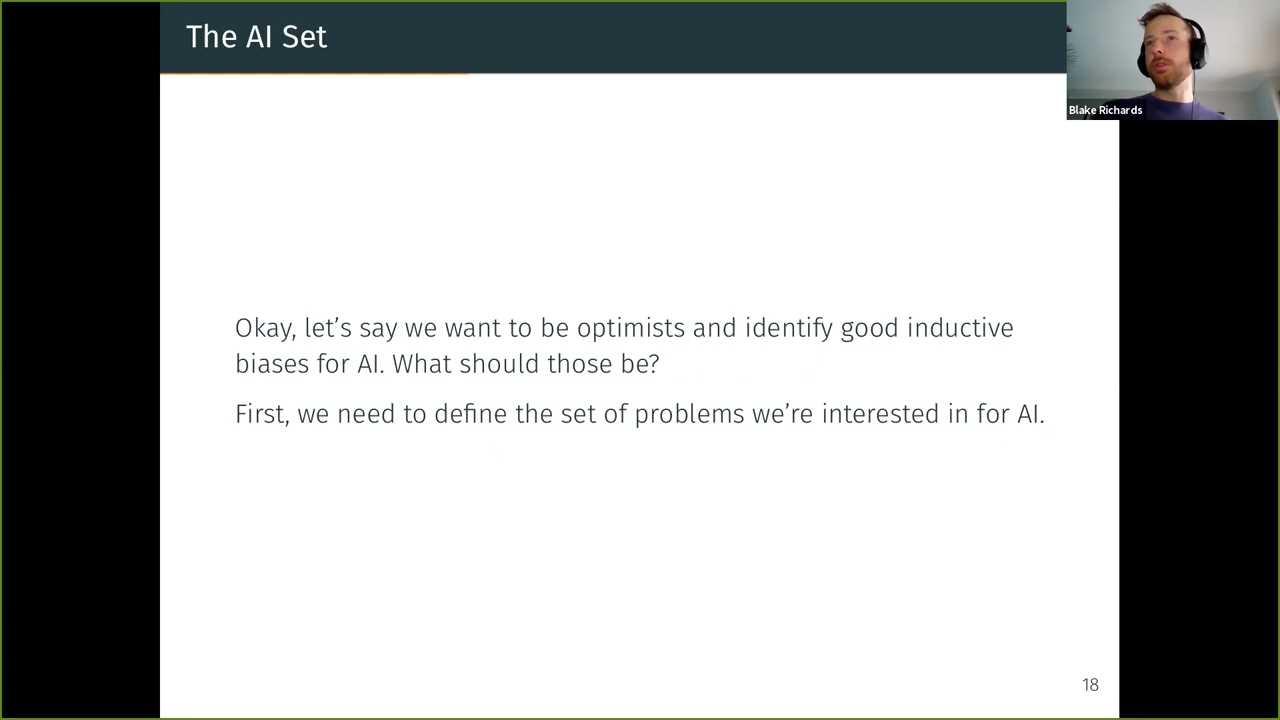 The AI Set
Blake Richards
Okay, let’s say we want to be optimists and identify good inductive
biases for AI. What should those be?
First, we need to define the set of problems we’re interested in for AI.
18